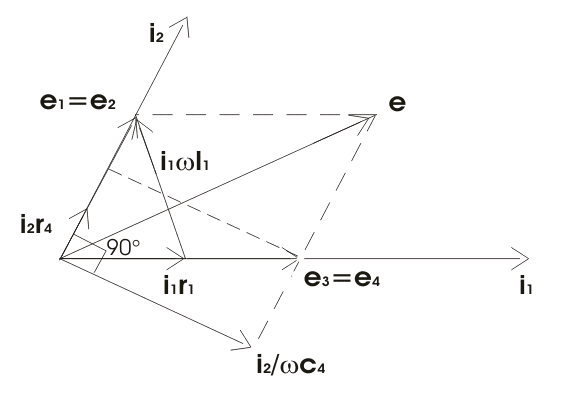 i₂
e₁=e₂
e
i₁ωl₁
i₂r₄
90°
i₁r₁
e₃=e₄
i₁
i₂/ωc₄